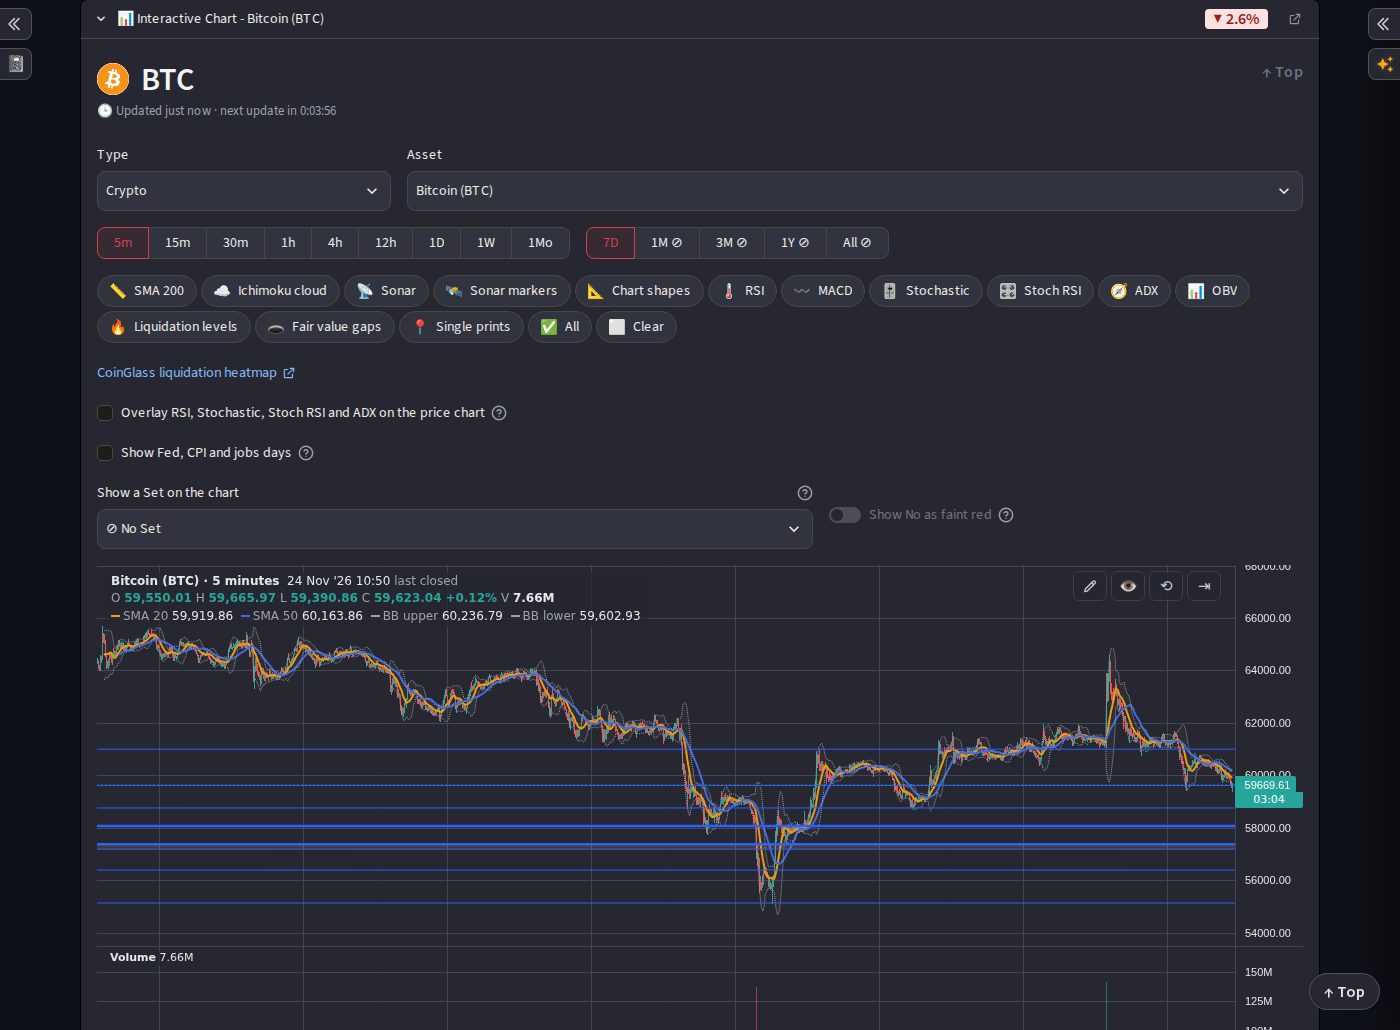 Interactive Chart - Bitcoin (BTC)
▼ 2.6%
BTC
↑ Top
Updated just now · next update in 0:03:56
Type
Asset
Crypto
Bitcoin (BTC)
5m 15m 30m 1h 4h 12h 1D 1W 1Mo 7D 1M ⊘ 3M ⊘ 1Y ⊘ All ⊘
SMA 200 Ichimoku cloud Sonar Sonar markers Chart shapes RSI MACD Stochastic Stoch RSI ADX OBV
Liquidation levels Fair value gaps Single prints All Clear
CoinGlass liquidation heatmap
Overlay RSI, Stochastic, Stoch RSI and ADX on the price chart
Show Fed, CPI and jobs days
Show a Set on the chart
⊘ No Set
Show No as faint red
68000.00
Bitcoin (BTC) · 5 minutes 24 Nov '26 10:50 last closed
O 59,550.01 H 59,665.97 L 59,390.86 C 59,623.04 +0.12% V 7.66M
SMA 20 59,919.86 SMA 50 60,163.86 BB upper 60,236.79 BB lower 59,602.93
66000.00
64000.00
62000.00
60000.00
59669.61
03:04
58000.00
56000.00
54000.00
Volume 7.66M
150M
↑ Top
125M
100M